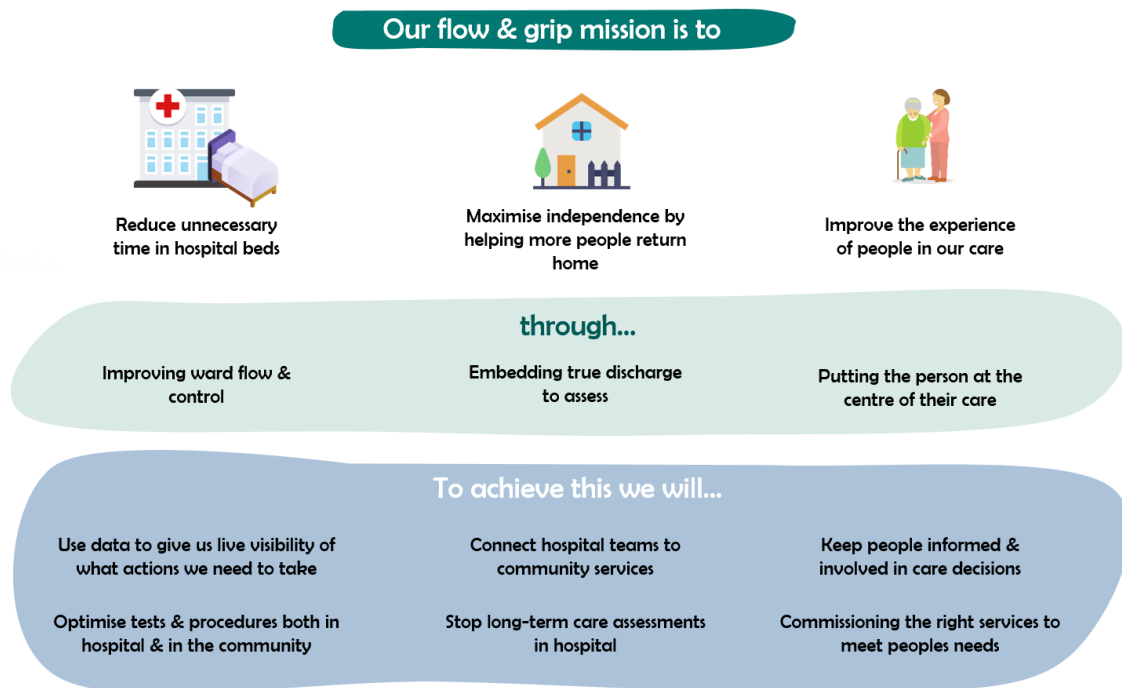 Our flow & grip mission is to
Reduce unnecessary
time in hospital beds
Maximise independence by
helping more people return
home
Improve the experience
of people in our care
through...
Improving ward flow &
control
Embedding true discharge
to assess
Putting the person at the
centre of their care
To achieve this we will...
Use data to give us live visibility of
what actions we need to take
Connect hospital teams to
community services
Keep people informed &
involved in care decisions
Optimise tests & procedures both in
hospital & in the community
Stop long-term care assessments
in hospital
Commissioning the right services to
meet peoples needs